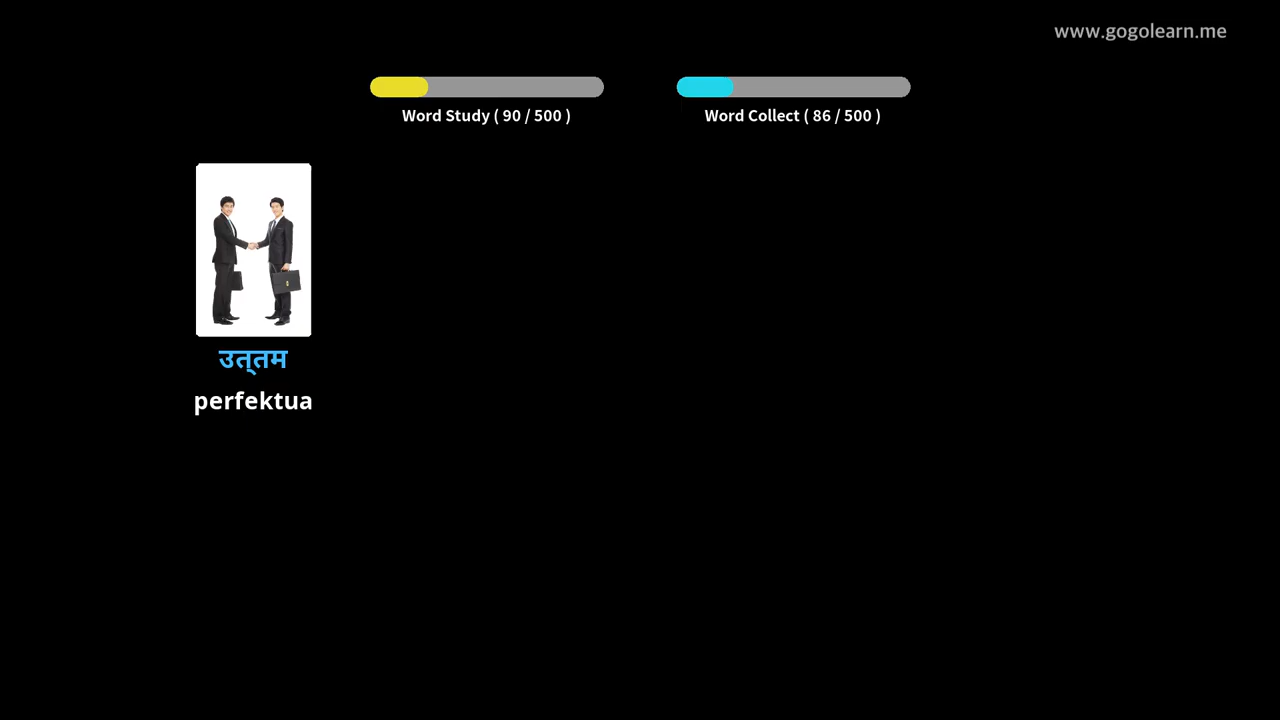 www.gogolearn.me
Word Study ( 90 / 500 )
Word Collect ( 86 / 500 )
उत्तम
perfektua